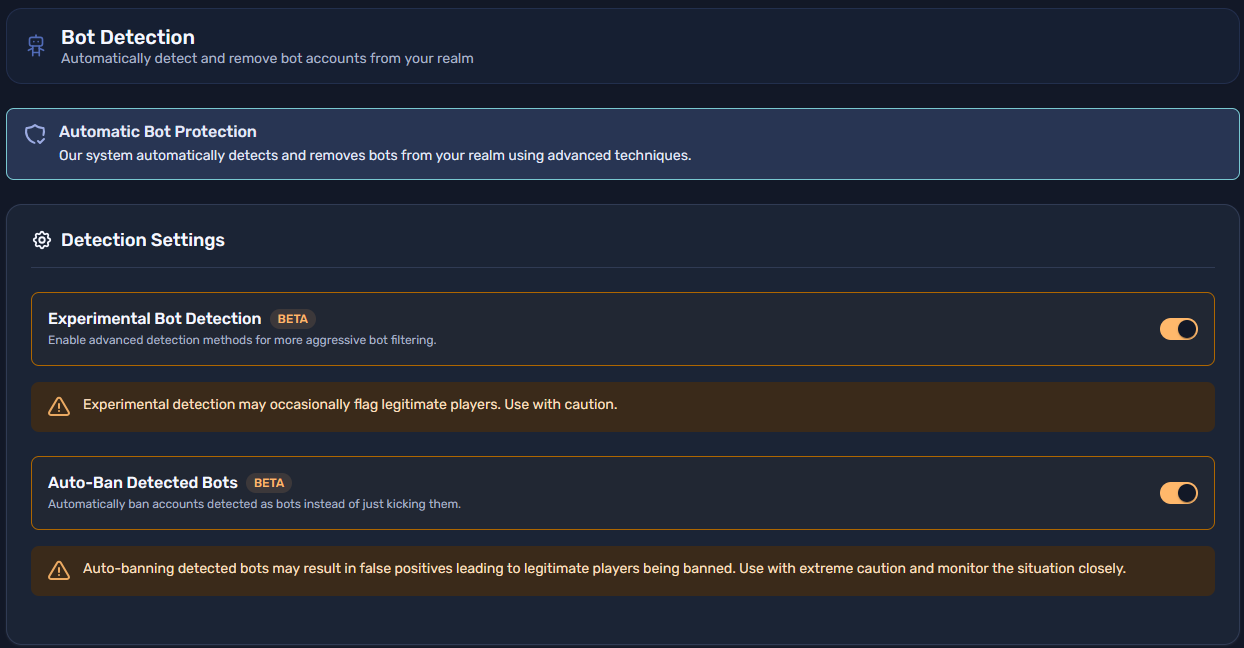 Bot Detection
Automatically detect and remove bot accounts from your realm
Automatic Bot Protection
Our system automatically detects and removes bots from your realm using advanced techniques.
Detection Settings
Experimental Bot Detection BETA
Enable advanced detection methods for more aggressive bot filtering.
Experimental detection may occasionally flag legitimate players. Use with caution.
Auto-Ban Detected Bots BETA
Automatically ban accounts detected as bots instead of just kicking them.
Auto-banning detected bots may result in false positives leading to legitimate players being banned. Use with extreme caution and monitor the situation closely.